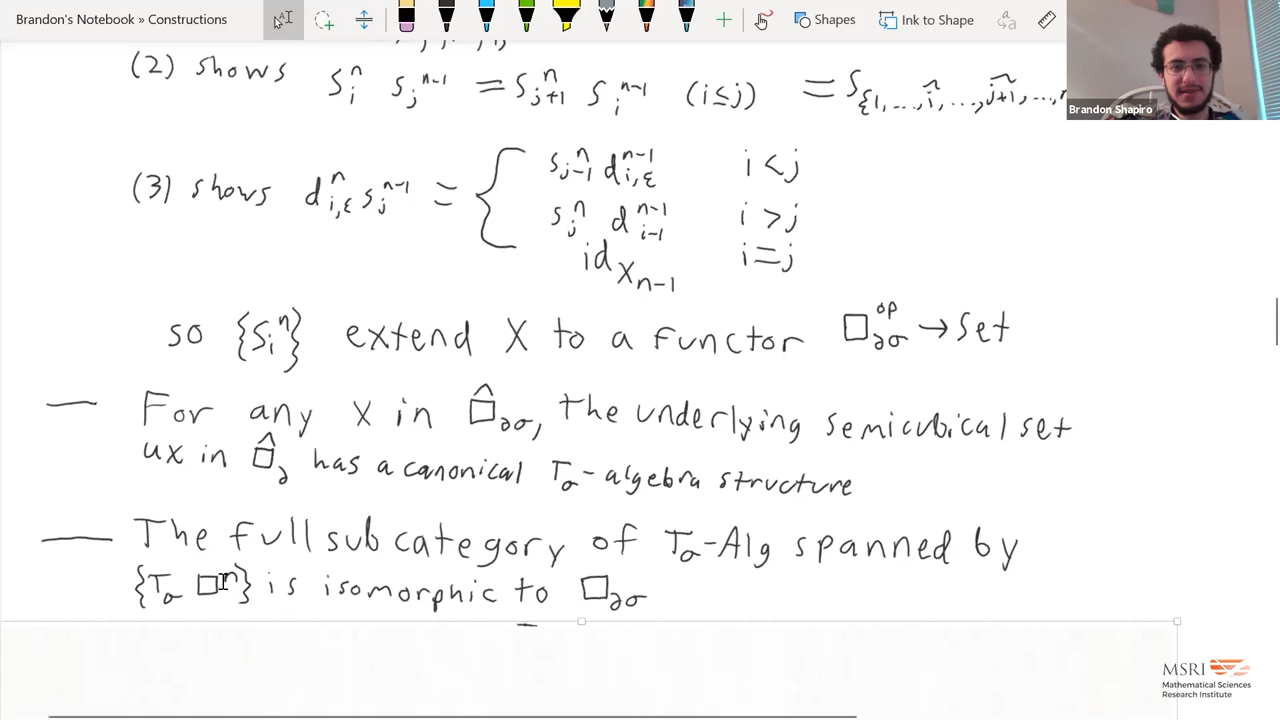 Brandon's Notebook » Constructions
Shapes
Ink to Shape
(2) shows S_i^n S_j^{n-1} = S_{j+1}^n S_i^{n-1} (i≤j) = S_{{1,...,î,...,ĵ+1,...,n
Brandon Shapiro
(3) shows d_{i,ε}^n S_j^{n-1} = { S_{j-1}^n d_{i,ε}^{n-1} i<j
S_j^n d_{i-1}^{n-1} i>j
id_{X_{n-1}} i=j
so {S_i^n} extend X to a functor □_{∂σ}^{op} → Set
— For any X in □̂_{∂σ}, the underlying semicubical set
UX in □̂_∂ has a canonical T_σ-algebra structure
— The full subcategory of T_σ-Alg spanned by
{T_σ □^n} is isomorphic to □_{∂σ}
MSRI
Mathematical Sciences
Research Institute